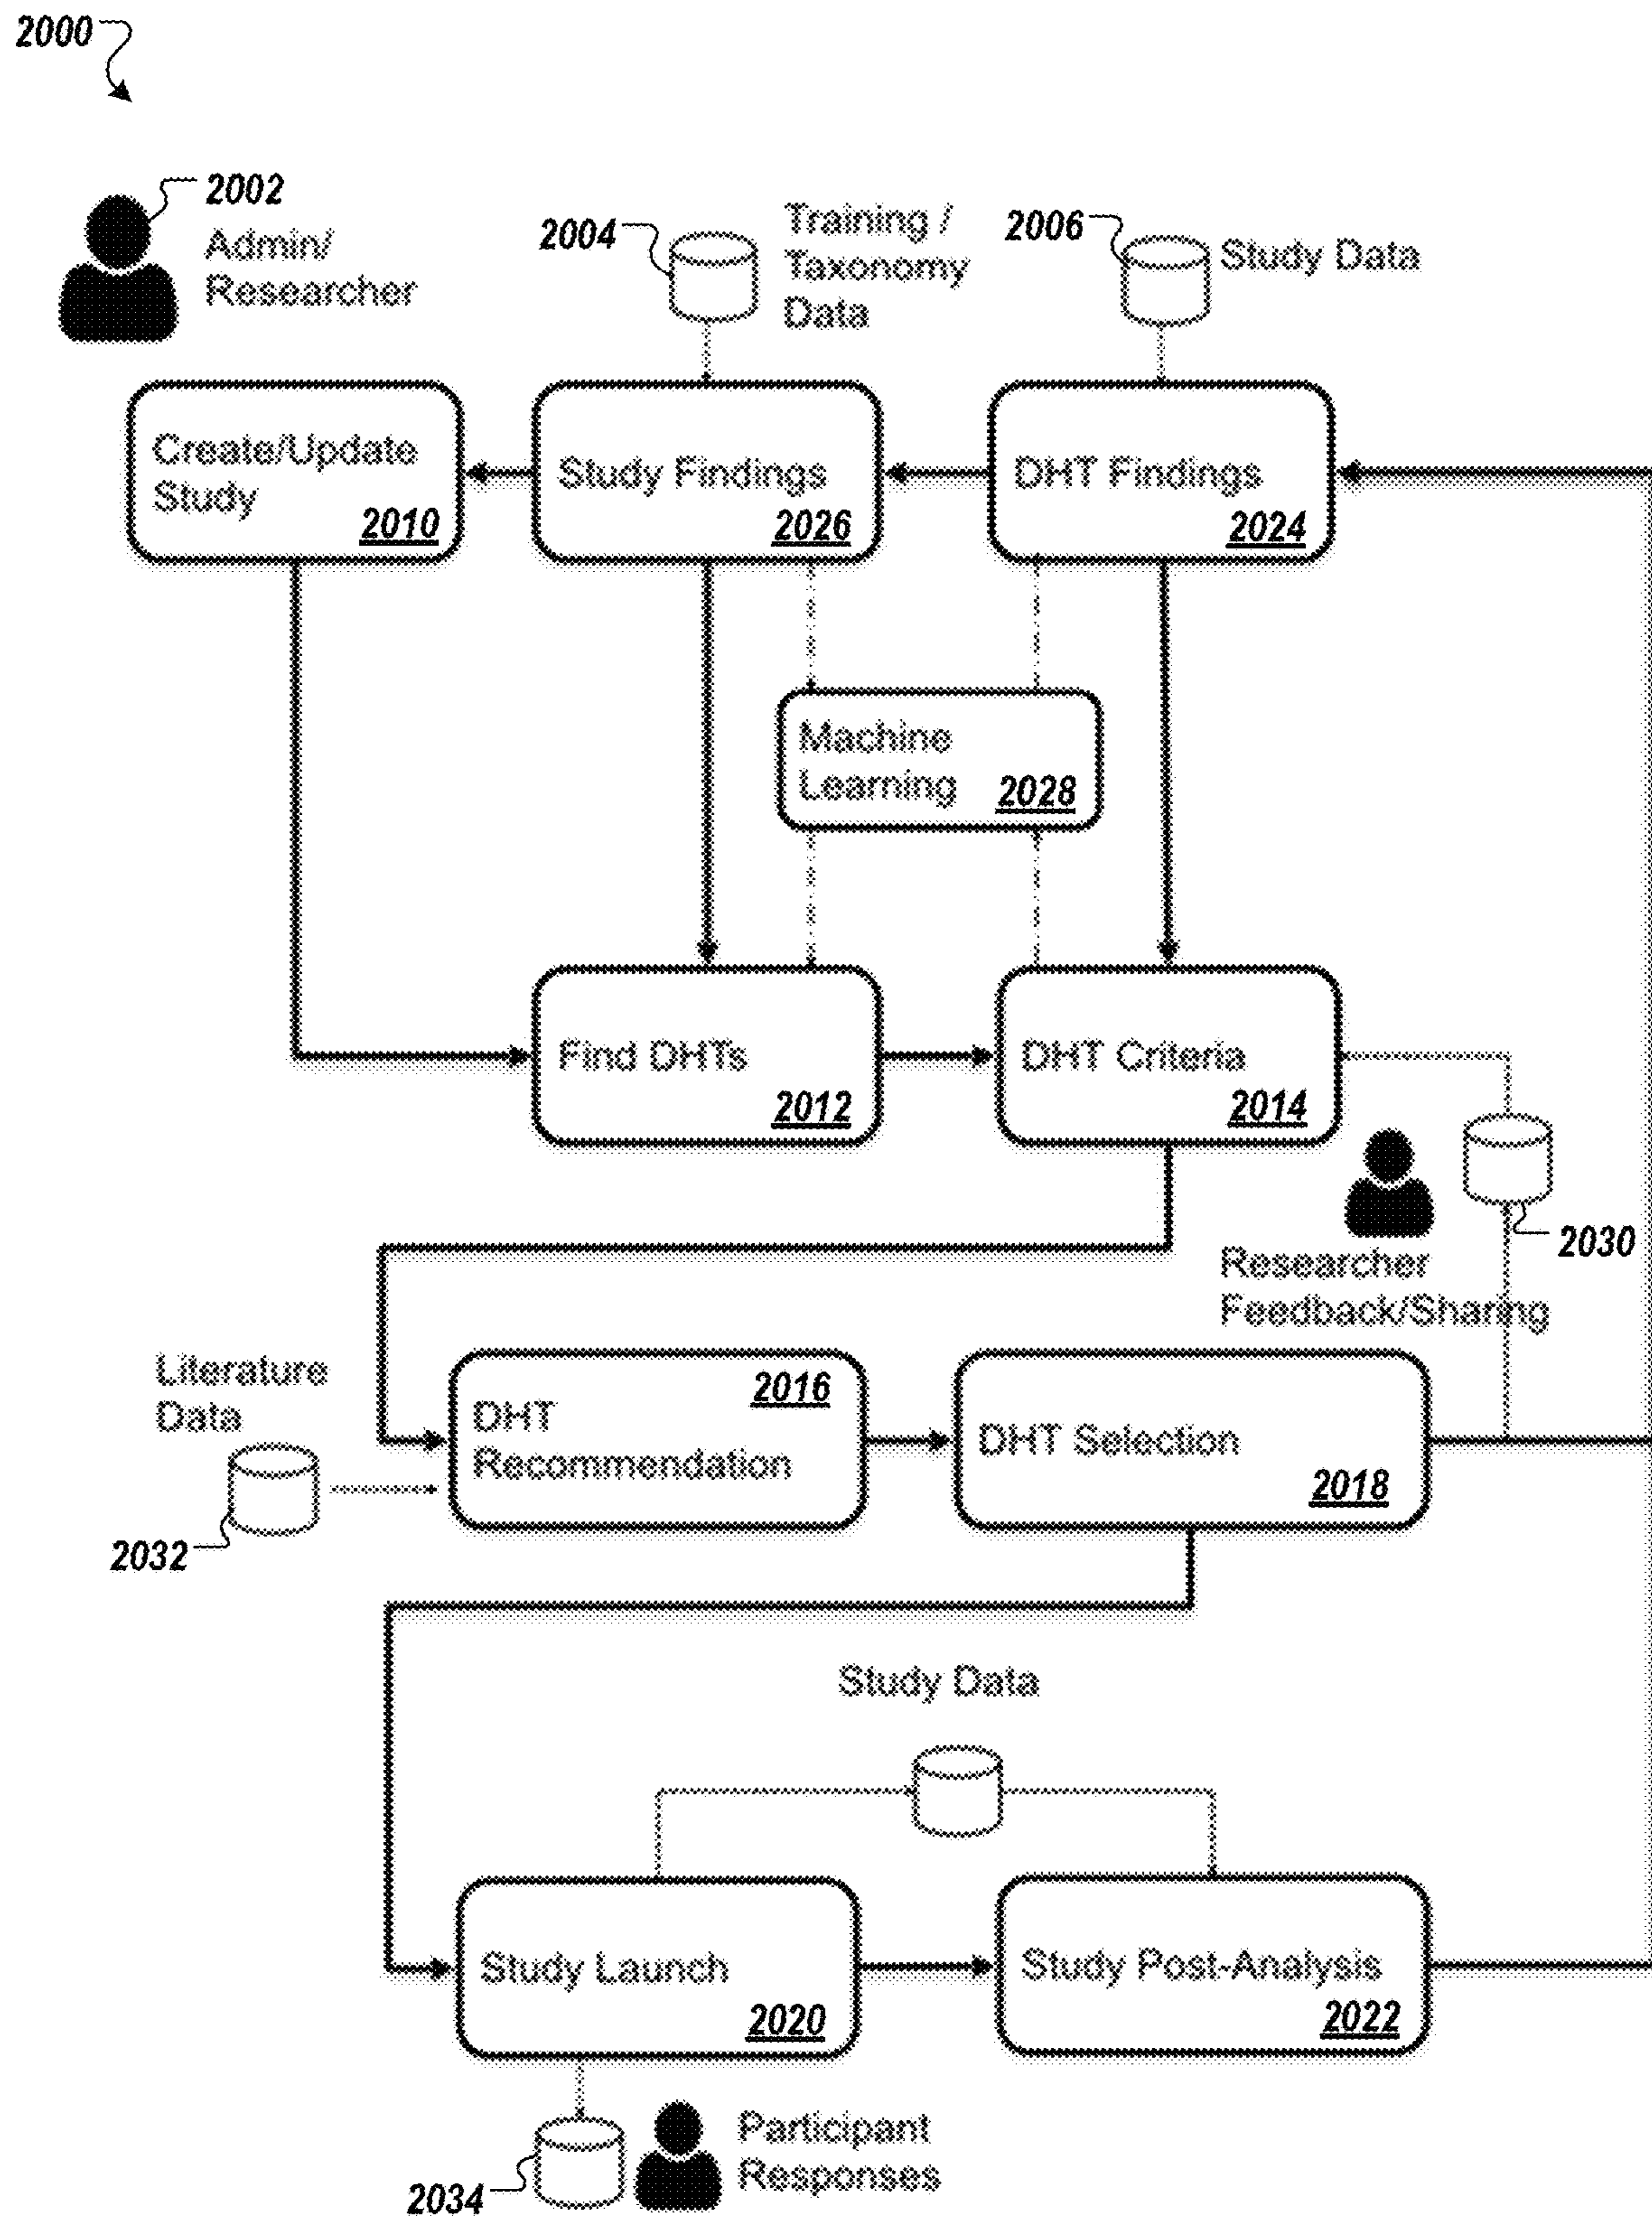 2000
2002
Admin/
Researcher
2004
Training /
Taxonomy
Data
2006
Study Data
Create/Update
Study
2010
Study Findings
2026
DHT Findings
2024
Machine
Learning
2028
Find DHTs
2012
DHT Criteria
2014
2030
Researcher
Feedback/Sharing
Literature
Data
2032
2016
DHT
Recommendation
DHT Selection
2018
Study Data
Study Launch
2020
Study Post-Analysis
2022
2034
Participant
Responses